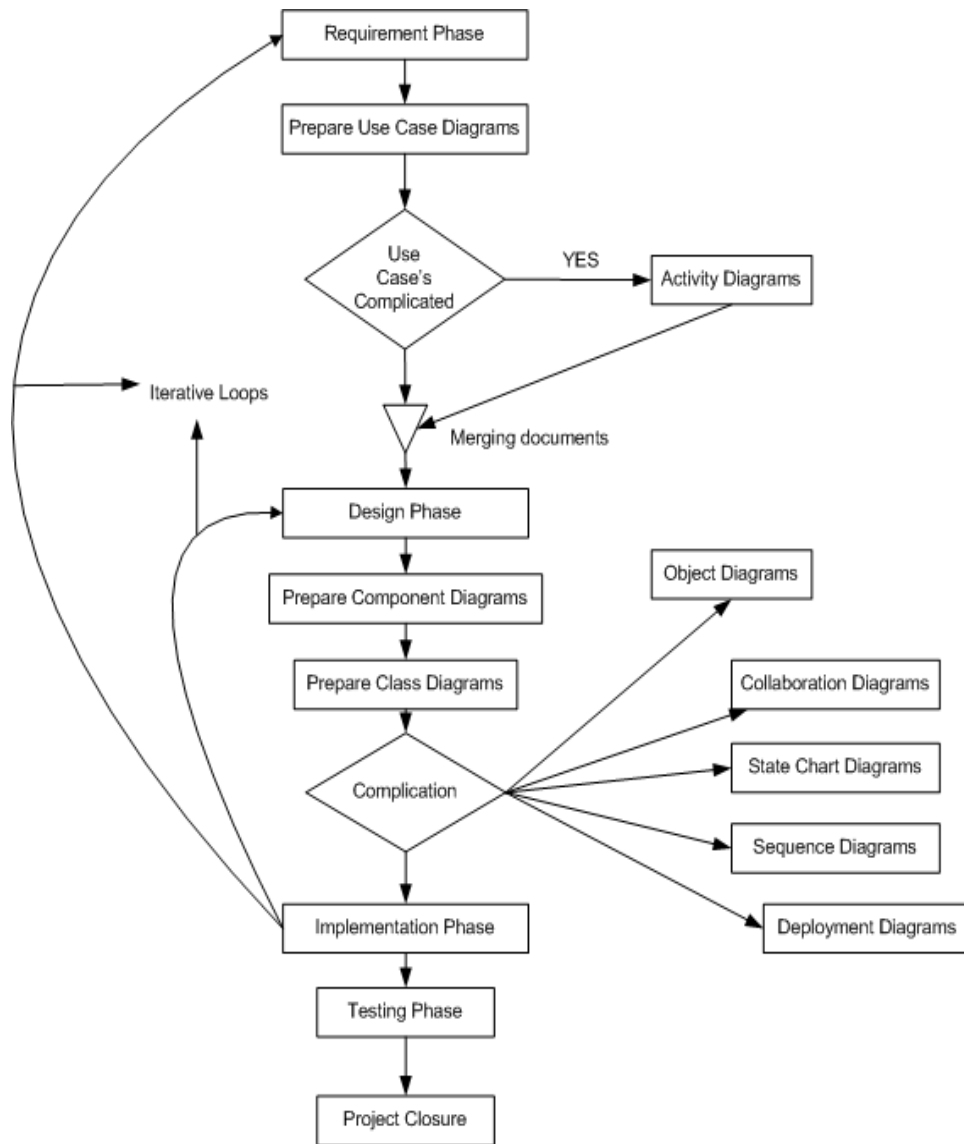 Requirement Phase
Prepare Use Case Diagrams
Use
Case's
Complicated
YES
Activity Diagrams
Iterative Loops
Merging documents
Design Phase
Object Diagrams
Prepare Component Diagrams
Prepare Class Diagrams
Collaboration Diagrams
Complication
State Chart Diagrams
Sequence Diagrams
Implementation Phase
Deployment Diagrams
Testing Phase
Project Closure